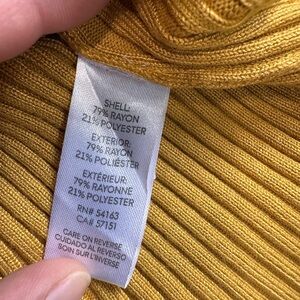 SHELL:
79% RAYON
21% POLYESTER
EXTERIOR:
79% RAYON
21% POLIÉSTER
EXTÉRIEUR:
79% RAYONNE
21% POLYESTER
RN# 54163
CA# 57151
CARE ON REVERSE
CUIDADO AL REVERSO
SOIN SUR L'INVERSE